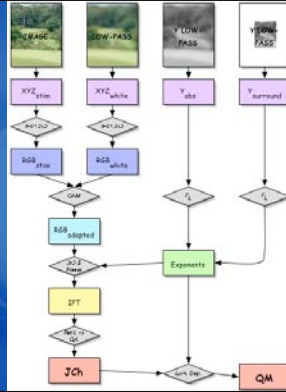 IMAGE
LOW-PASS
Y LOW-
PASS
Y LOW-
PASS
XYZ
stim
XYZ
white
Y
abs
Y
surround
RGB
stim
RGB
white
CAM
F
L
F
L
RGB
adapted
Exponents
IPT
JCh
QM